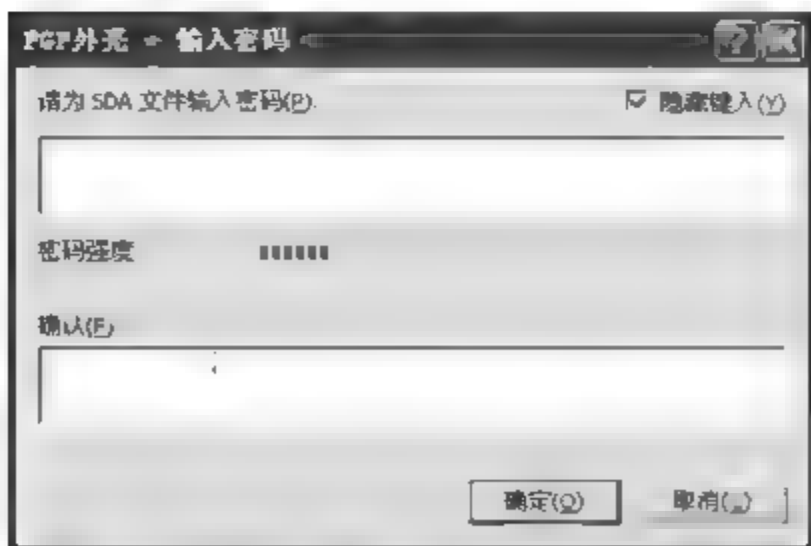 PGP外壳 - 输入密码
请为 SDA 文件输入密码(P).
隐藏键入(Y)
密码强度
确认(F)
确定(O)
取消